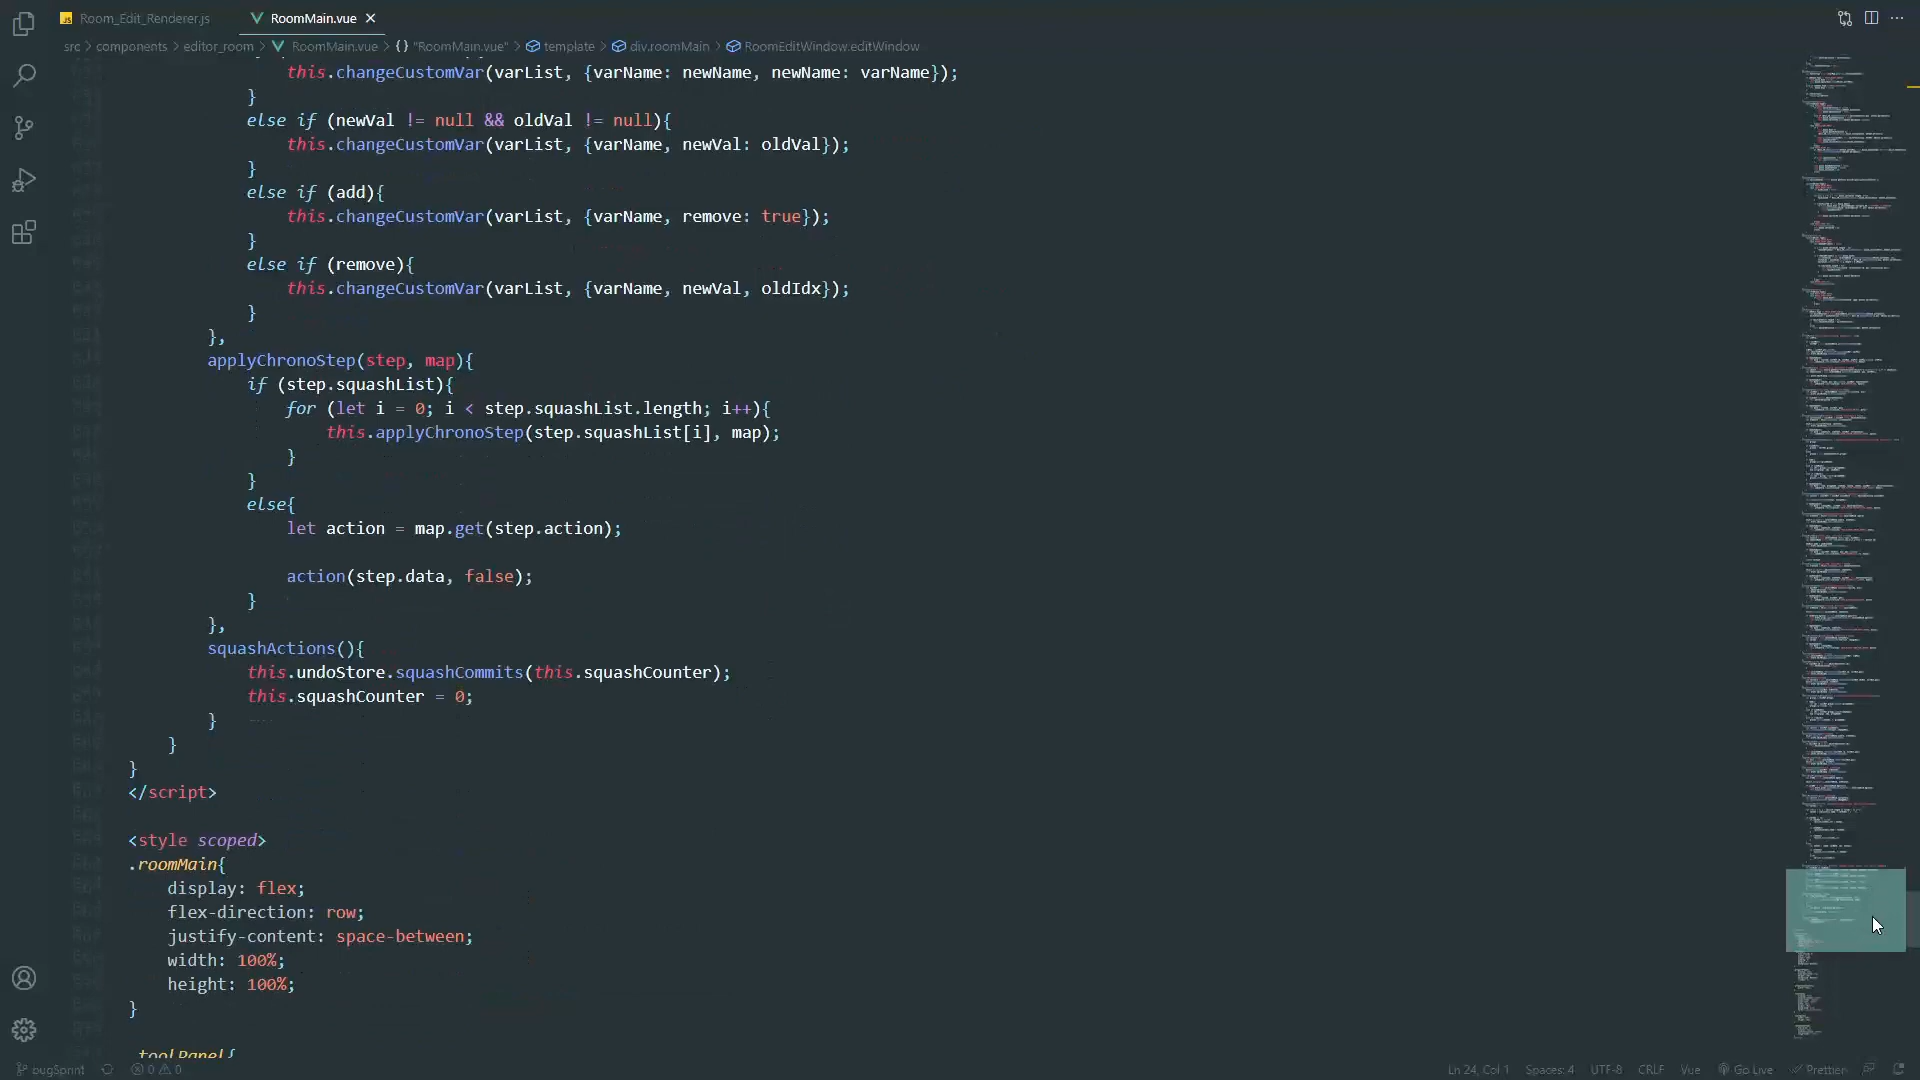 Room_Edit_Renderer.js
RoomMain.vue
src > components > editor_room > RoomMain.vue > {} "RoomMain.vue" > template > div.roomMain > RoomEditWindow.editWindow
this.changeCustomVar(varList, {varName: newName, newName: varName});
}
else if (newVal != null && oldVal != null){
this.changeCustomVar(varList, {varName, newVal: oldVal});
}
else if (add){
this.changeCustomVar(varList, {varName, remove: true});
}
else if (remove){
this.changeCustomVar(varList, {varName, newVal, oldIdx});
}
},
applyChronoStep(step, map){
if (step.squashList){
for (let i = 0; i < step.squashList.length; i++){
this.applyChronoStep(step.squashList[i], map);
}
}
else{
let action = map.get(step.action);
action(step.data, false);
}
},
squashActions(){
this.undoStore.squashCommits(this.squashCounter);
this.squashCounter = 0;
}
}
}
</script>
<style scoped>
.roomMain{
display: flex;
flex-direction: row;
justify-content: space-between;
width: 100%;
height: 100%;
}
.toolPanel{
bugSprint
0
0
Ln 24, Col 1
Spaces: 4
UTF-8
CRLF
Vue
Go Live
Prettier